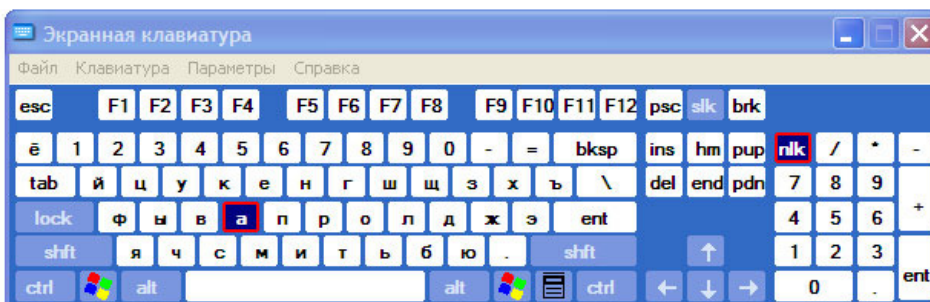 Экранная клавиатура
Файл Клавиатура Параметры Справка
esc F1 F2 F3 F4 F5 F6 F7 F8 F9 F10 F11 F12 psc slk brk
ё 1 2 3 4 5 6 7 8 9 0 - = bksp ins hm pup nlk / * -
tab й ц у к е н г ш щ з х ъ \ del end pdn 7 8 9
lock ф ы в а п р о л д ж э ent 4 5 6 +
shft я ч с м и т ь б ю . shft ↑ 1 2 3
ctrl alt alt ctrl ← ↓ → 0 . ent